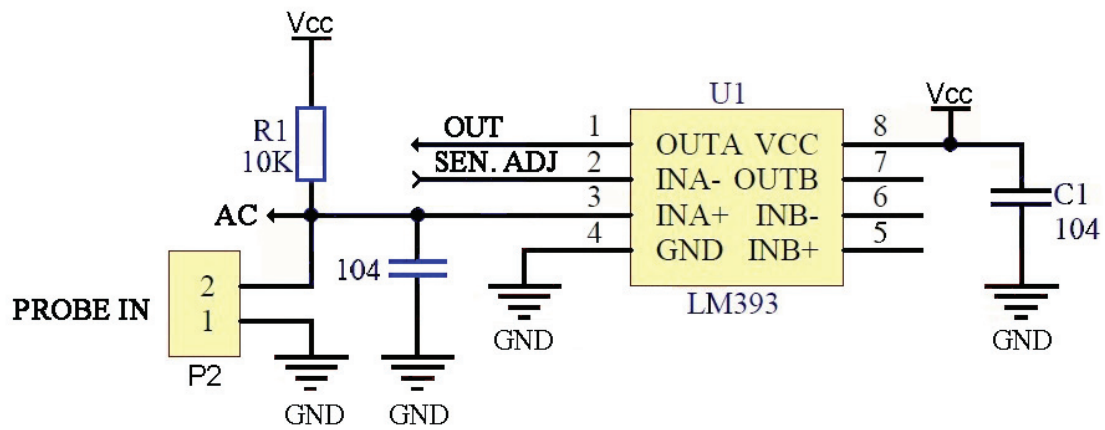 Vcc
R1
10K
AC
PROBE IN
2
1
P2
GND
104
GND
OUT
SEN. ADJ
GND
U1
1 OUTA VCC 8
2 INA- OUTB 7
3 INA+ INB- 6
4 GND INB+ 5
LM393
Vcc
C1
104
GND